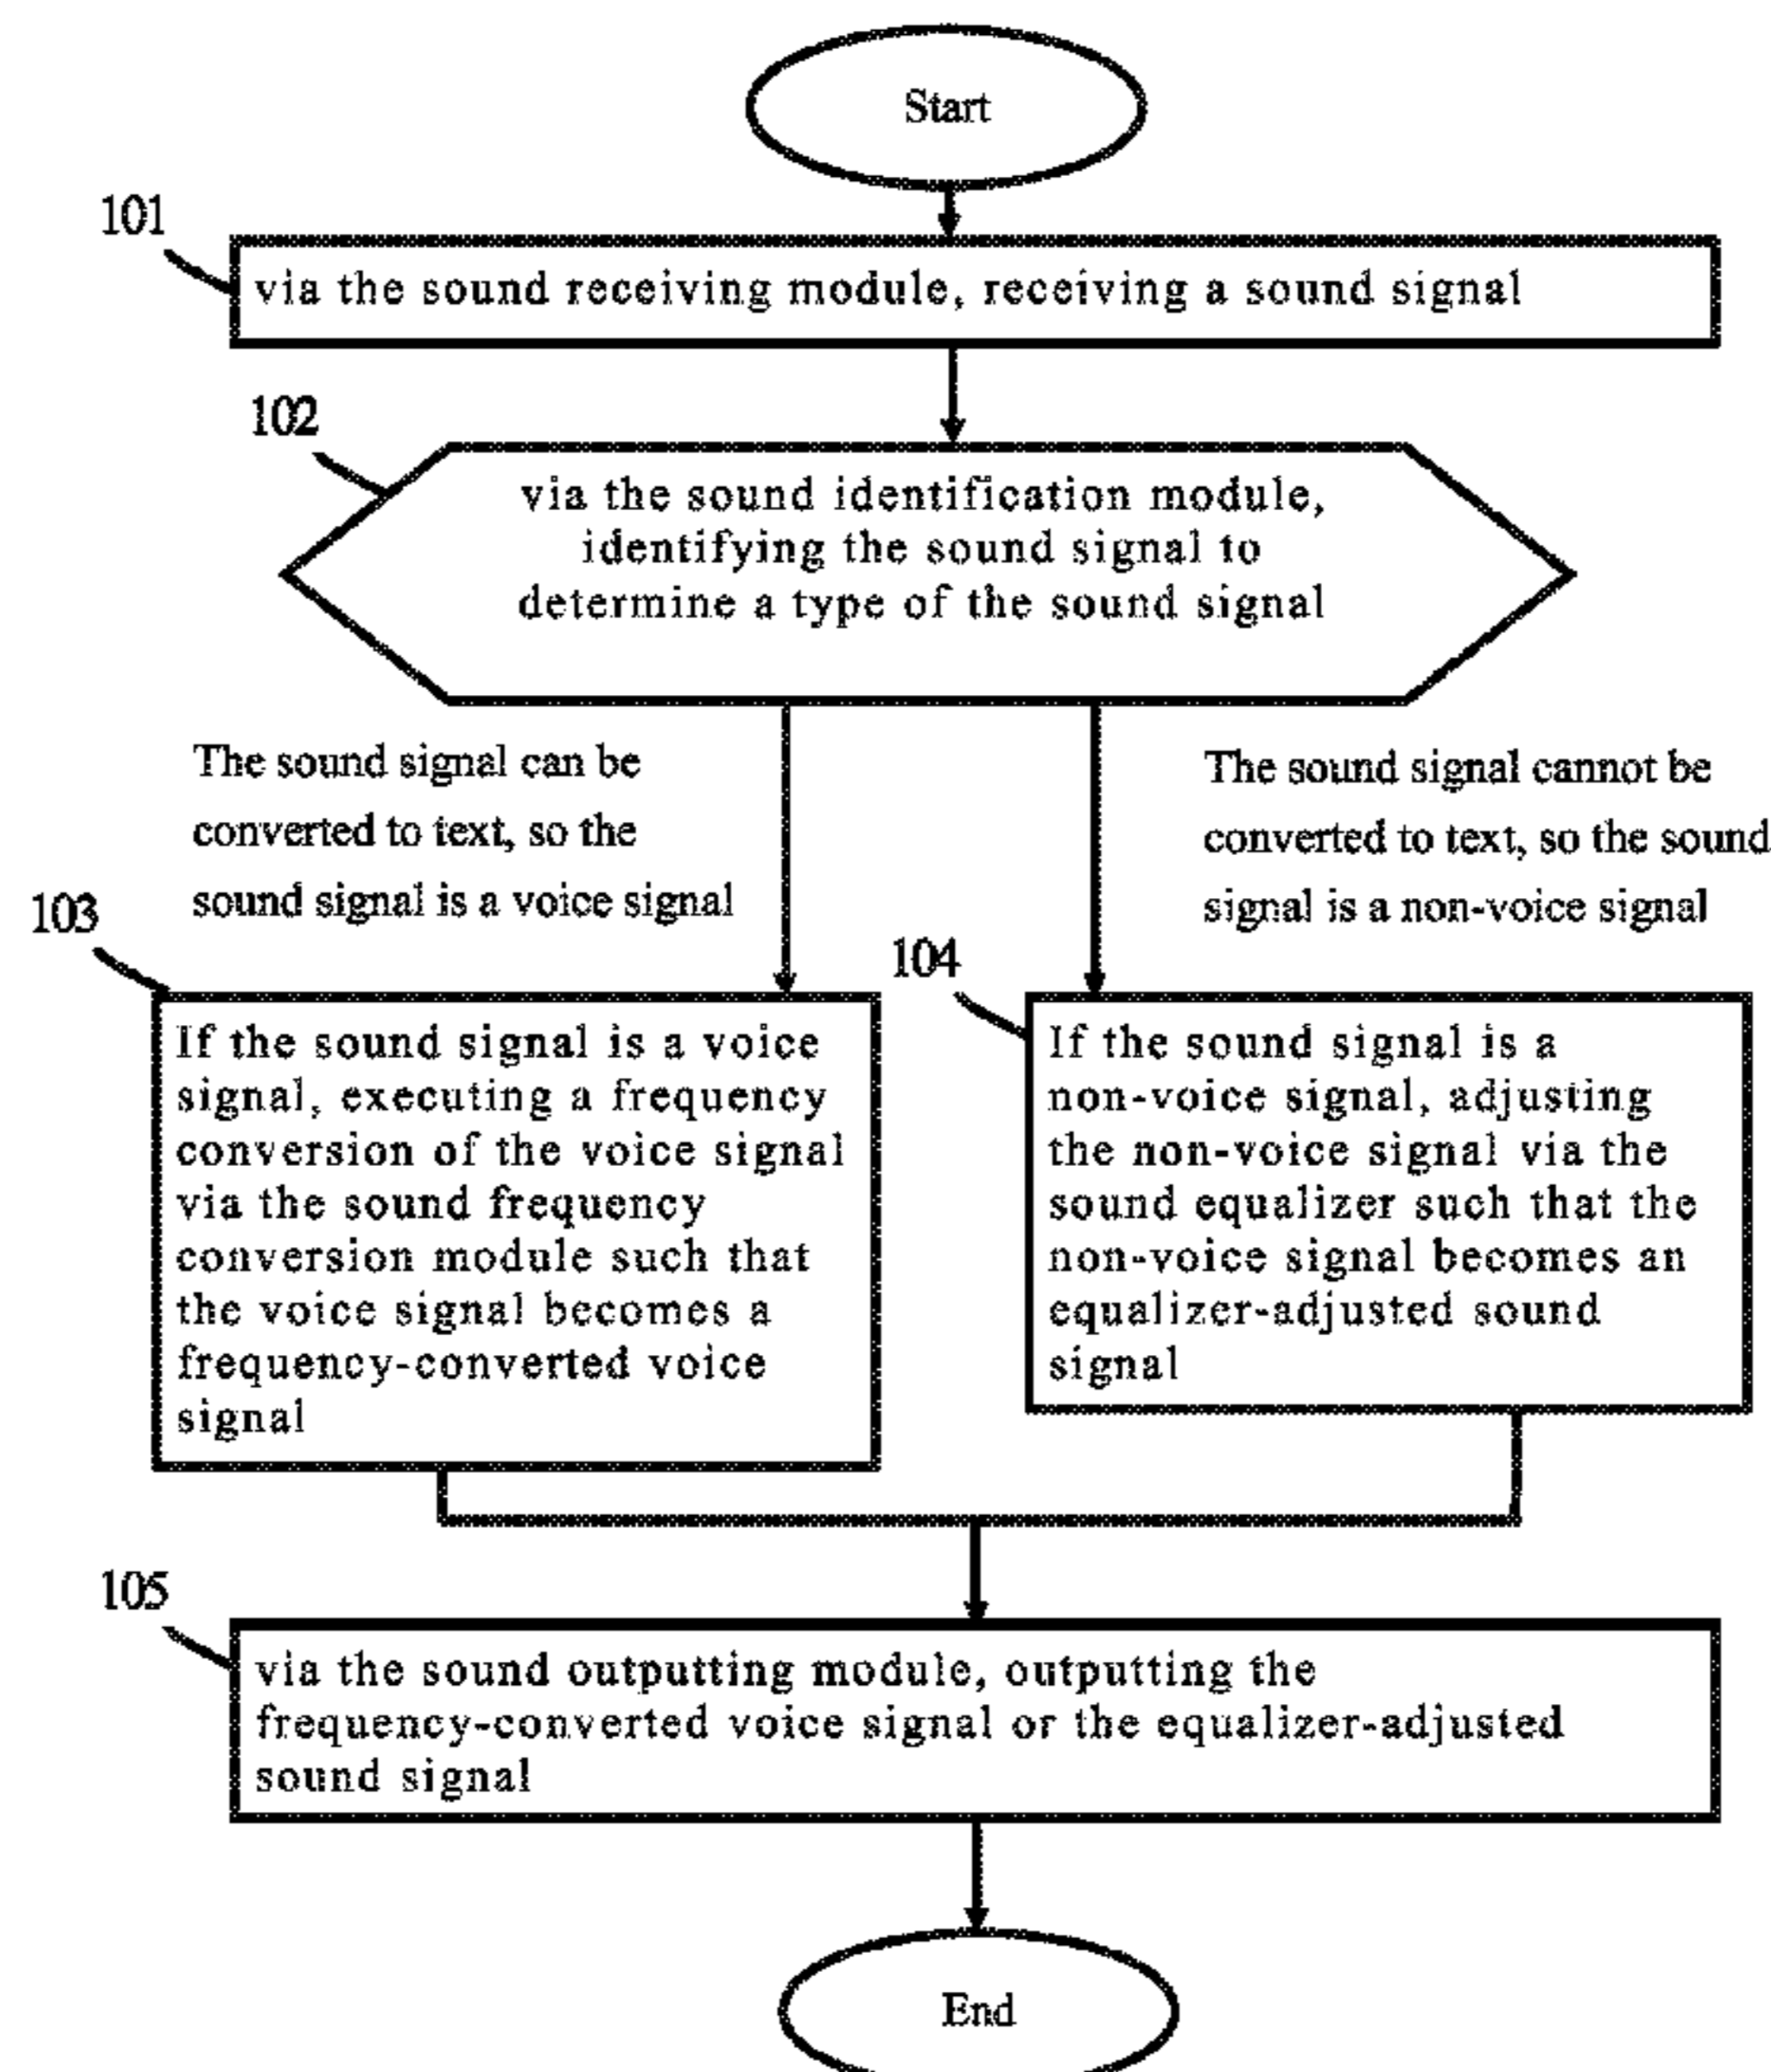 Start
101
via the sound receiving module, receiving a sound signal
102
via the sound identification module,
identifying the sound signal to
determine a type of the sound signal
The sound signal can be
converted to text, so the
sound signal is a voice signal
The sound signal cannot be
converted to text, so the sound
signal is a non-voice signal
103
If the sound signal is a voice
signal, executing a frequency
conversion of the voice signal
via the sound frequency
conversion module such that
the voice signal becomes a
frequency-converted voice
signal
104
If the sound signal is a
non-voice signal, adjusting
the non-voice signal via the
sound equalizer such that the
non-voice signal becomes an
equalizer-adjusted sound
signal
105
via the sound outputting module, outputting the
frequency-converted voice signal or the equalizer-adjusted
sound signal
End